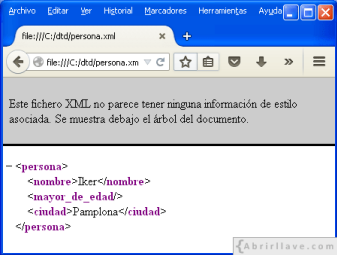 Archivo Editar Ver Historial Marcadores Herramientas Ayuda
file:///C:/dtd/persona.xml
file:///C:/dtd/persona.xm
Este fichero XML no parece tener ninguna información de estilo
asociada. Se muestra debajo el árbol del documento.
− <persona>
<nombre>Iker</nombre>
<mayor_de_edad/>
<ciudad>Pamplona</ciudad>
</persona>
{Abrirllave.com